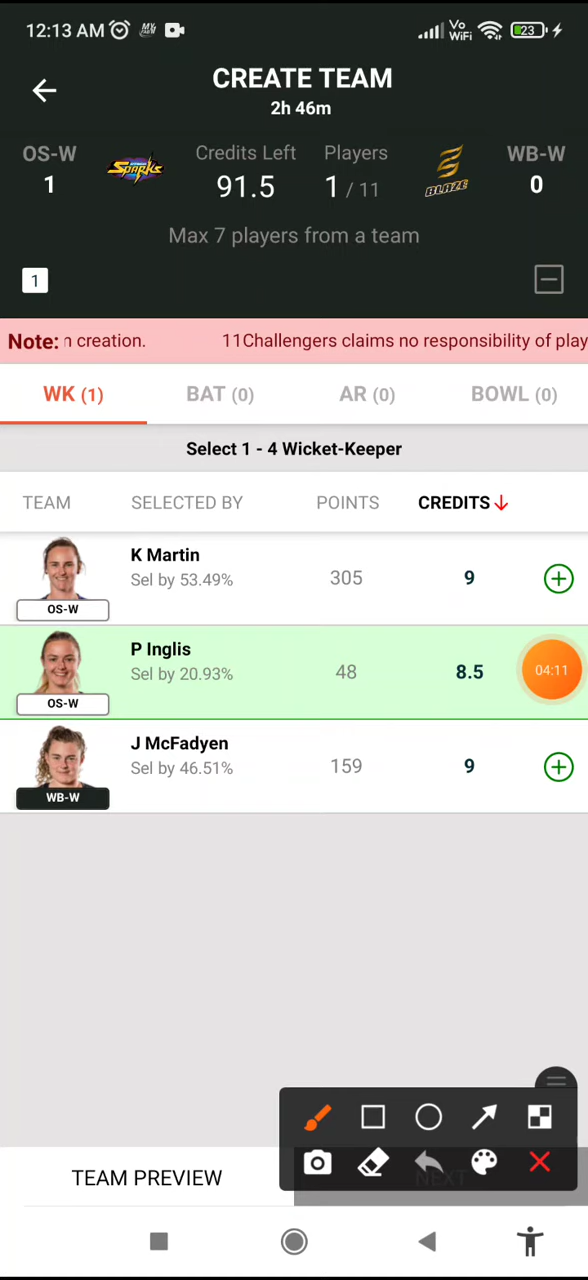 12:13 AM
Vo
WiFi
23
CREATE TEAM
2h 46m
OS-W
1
SPARKS
Credits Left
91.5
Players
1 / 11
BLAZE
WB-W
0
Max 7 players from a team
1
Note: n creation. 11Challengers claims no responsibility of play
WK (1)
BAT (0)
AR (0)
BOWL (0)
Select 1 - 4 Wicket-Keeper
TEAM
SELECTED BY
POINTS
CREDITS
K Martin
Sel by 53.49%
305
9
OS-W
P Inglis
Sel by 20.93%
48
8.5
04:11
OS-W
J McFadyen
Sel by 46.51%
159
9
WB-W
TEAM PREVIEW
NEXT